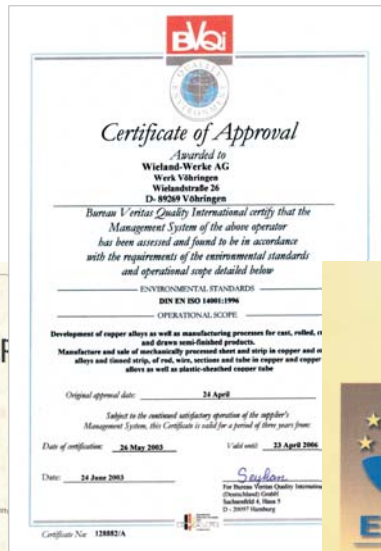 BVQi
QUALITY
ENVIRONMENT
Certificate of Approval
Awarded to
Wieland-Werke AG
Werk Vöhringen
Wielandstraße 26
D- 89269 Vöhringen
Bureau Veritas Quality International certify that the
Management System of the above operator
has been assessed and found to be in accordance
with the requirements of the environmental standards
and operational scope detailed below
ENVIRONMENTAL STANDARDS
DIN EN ISO 14001:1996
OPERATIONAL SCOPE
Development of copper alloys as well as manufacturing processes for cast, rolled,
and drawn semi-finished products.
Manufacture and sale of mechanically processed sheet and strip in copper and
alloys and tinned strip, of rod, wire, sections and tube in copper and copper
alloys as well as plastic-sheathed copper tube
Original approval date: 24 April
Subject to the continued satisfactory operation of the supplier's
Management System, this Certificate is valid for a period of three years from:
Date of certification: 26 May 2003 Valid until: 23 April 2006
Date: 24 June 2003
For Bureau Veritas Quality
(Deutschland) GmbH
Sachsenfeld 4, Haus 5
D - 20097 Hamburg
Certificate No: 128882/A
E